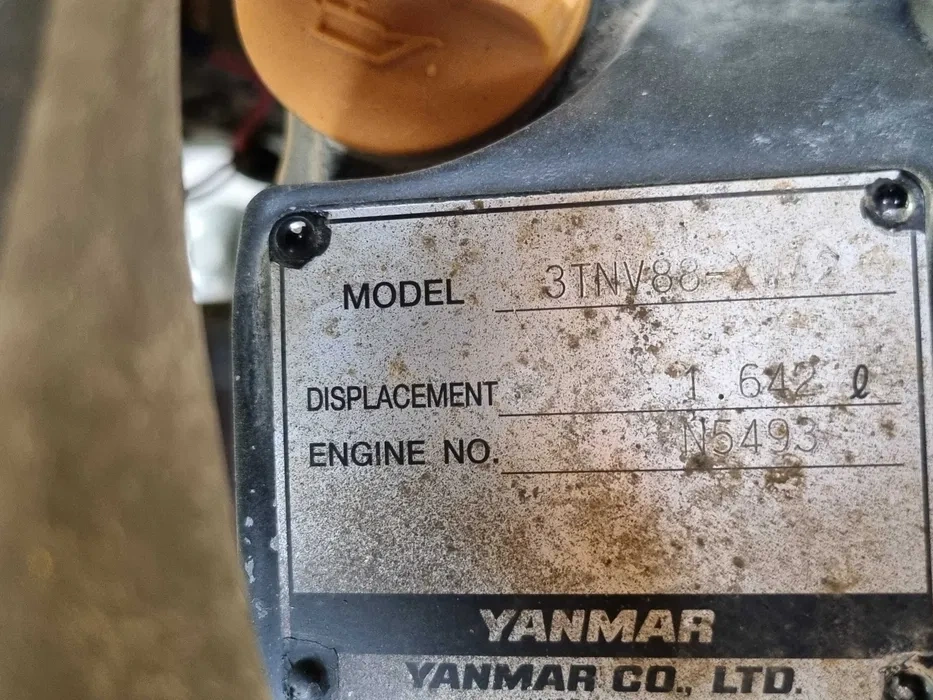 MODEL 3TNV88-X
DISPLACEMENT 1.642 ℓ
ENGINE NO. N5493
YANMAR
YANMAR CO., LTD.